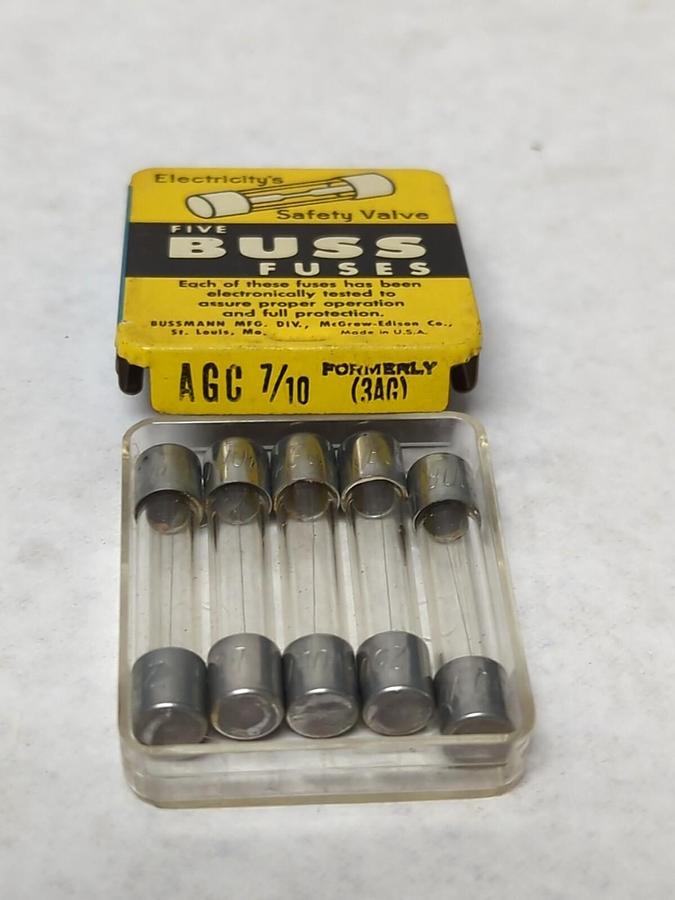 Electricity's
Safety Valve
FIVE
BUSS
FUSES
Each of these fuses has been
electronically tested to
assure proper operation
and full protection.
BUSSMANN MFG. DIV., McGraw-Edison Co.,
St. Louis, Mo. Made in U.S.A.
AGC 7/10 FORMERLY
(3AG)